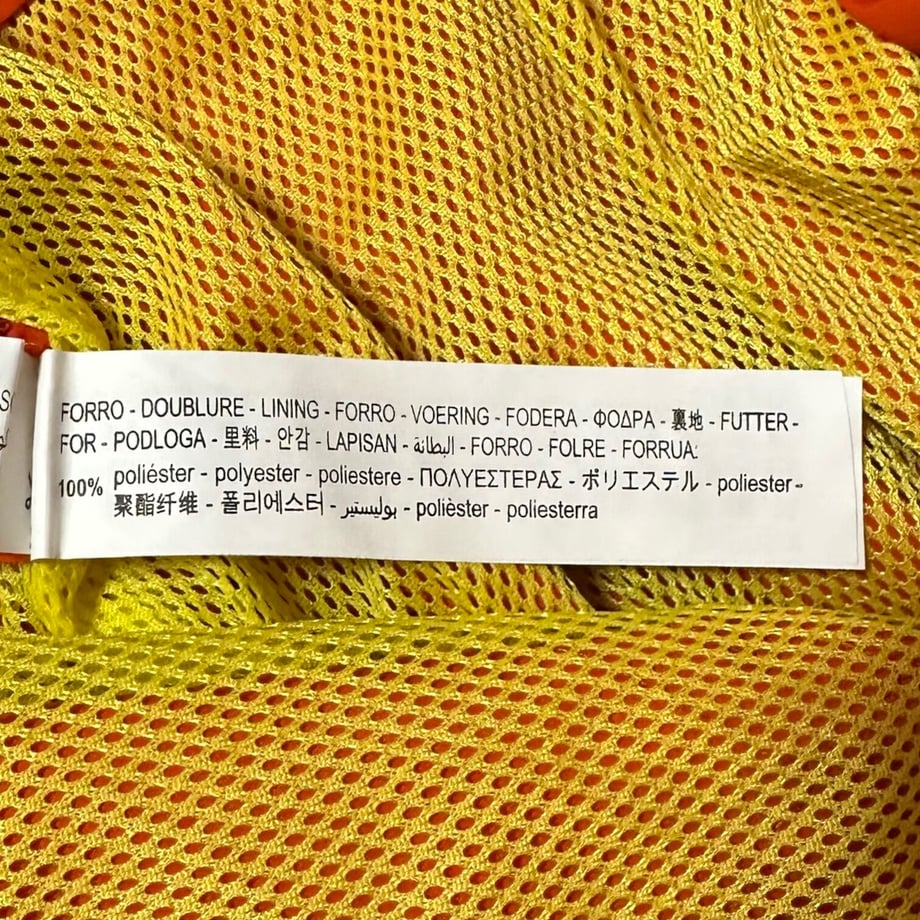 FORRO - DOUBLURE - LINING - FORRO - VOERING - FODERA - ΦΟΔΡΑ - 裏地 - FUTTER -
FOR - PODLOGA - 里料 - 안감 - LAPISAN - البطانة - FORRO - FOLRE - FORRUA:
100% poliéster - polyester - poliestere - ΠΟΛΥΕΣΤΕΡΑΣ - ポリエステル - poliester -
聚酯纤维 - 폴리에스터 - بوليستير - polièster - poliesterra